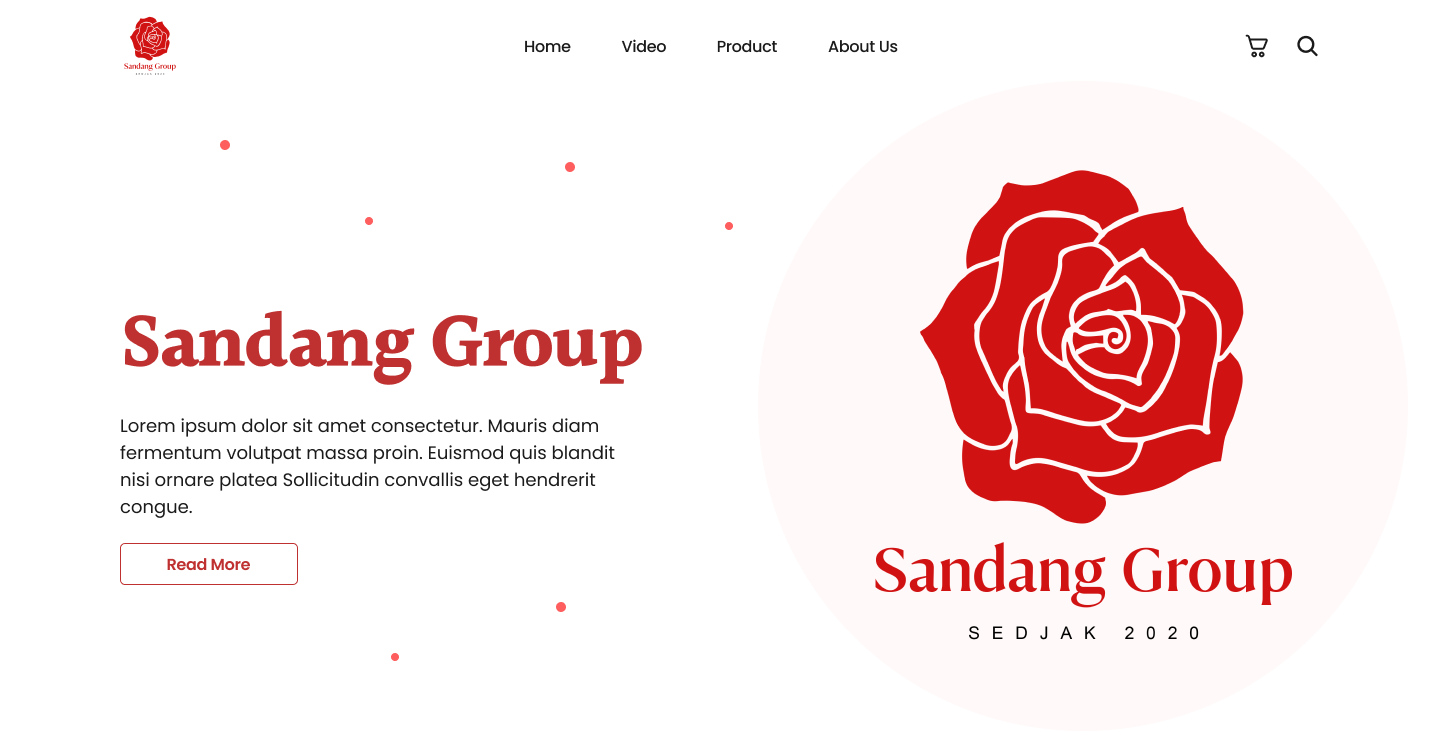 Sandang Group
SEDJAK 2020
Home
Video
Product
About Us
Sandang Group
Lorem ipsum dolor sit amet consectetur. Mauris diam
fermentum volutpat massa proin. Euismod quis blandit
nisi ornare platea Sollicitudin convallis eget hendrerit
congue.
Read More
Sandang Group
SEDJAK 2020